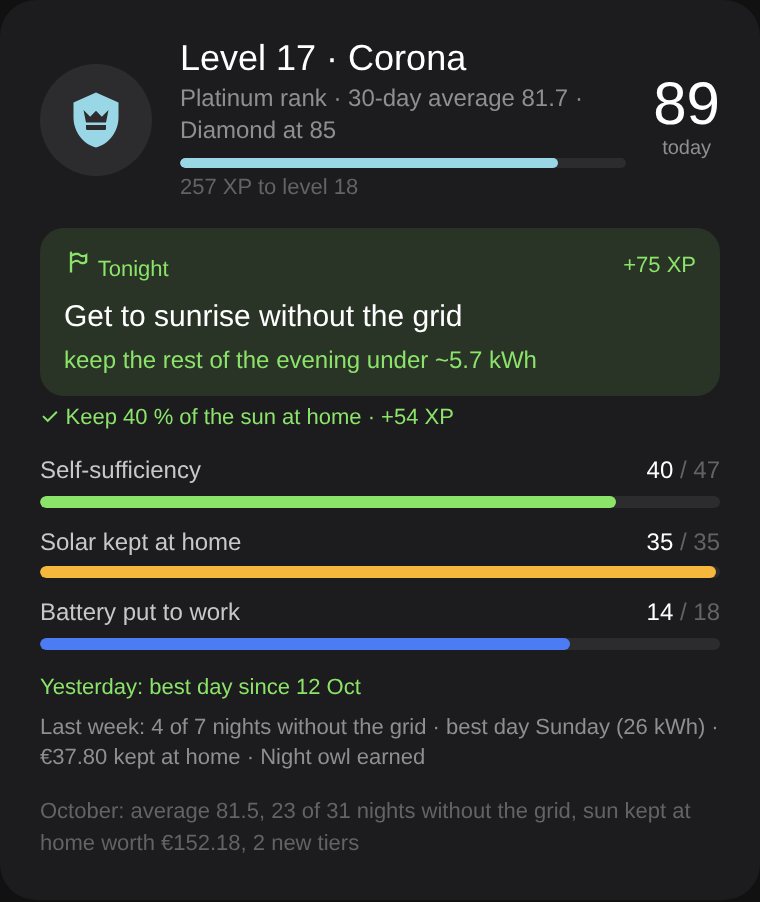 Level 17 · Corona
Platinum rank · 30-day average 81.7 ·
Diamond at 85
89
today
257 XP to level 18
Tonight
+75 XP
Get to sunrise without the grid
keep the rest of the evening under ~5.7 kWh
✓ Keep 40 % of the sun at home · +54 XP
Self-sufficiency
40 / 47
Solar kept at home
35 / 35
Battery put to work
14 / 18
Yesterday: best day since 12 Oct
Last week: 4 of 7 nights without the grid · best day Sunday (26 kWh) ·
€37.80 kept at home · Night owl earned
October: average 81.5, 23 of 31 nights without the grid, sun kept at
home worth €152.18, 2 new tiers